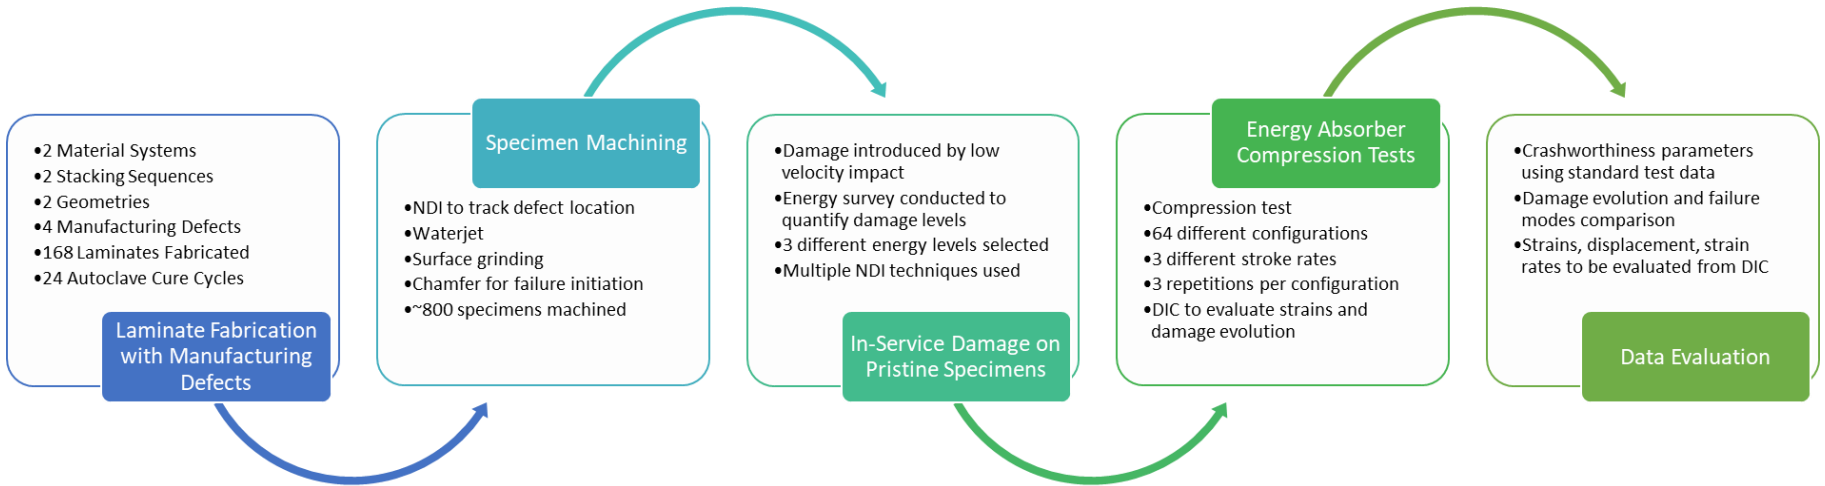 •2 Material Systems
•2 Stacking Sequences
•2 Geometries
•4 Manufacturing Defects
•168 Laminates Fabricated
•24 Autoclave Cure Cycles
Laminate Fabrication
with Manufacturing
Defects
Specimen Machining
•NDI to track defect location
•Waterjet
•Surface grinding
•Chamfer for failure initiation
•~800 specimens machined
•Damage introduced by low
velocity impact
•Energy survey conducted to
quantify damage levels
•3 different energy levels selected
•Multiple NDI techniques used
In-Service Damage on
Pristine Specimens
Energy Absorber
Compression Tests
•Compression test
•64 different configurations
•3 different stroke rates
•3 repetitions per configuration
•DIC to evaluate strains and
damage evolution
•Crashworthiness parameters
using standard test data
•Damage evolution and failure
modes comparison
•Strains, displacement, strain
rates to be evaluated from DIC
Data Evaluation